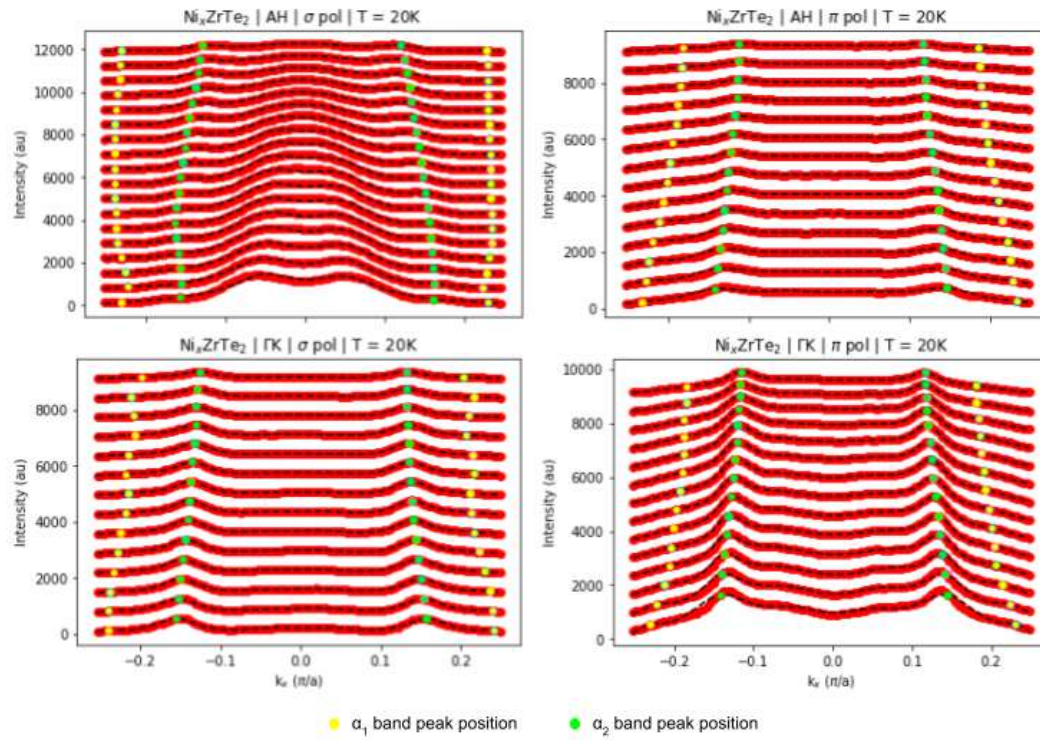 NiₓZrTe₂ | AH | σ pol | T = 20K
NiₓZrTe₂ | AH | π pol | T = 20K
12000
10000
8000
6000
4000
2000
0
Intensity (au)
8000
6000
4000
2000
0
Intensity (au)
NiₓZrTe₂ | ΓK | σ pol | T = 20K
NiₓZrTe₂ | ΓK | π pol | T = 20K
8000
6000
4000
2000
0
Intensity (au)
10000
8000
6000
4000
2000
0
Intensity (au)
−0.2 −0.1 0.0 0.1 0.2
kₓ (π/a)
−0.2 −0.1 0.0 0.1 0.2
kₓ (π/a)
α₁ band peak position
α₂ band peak position